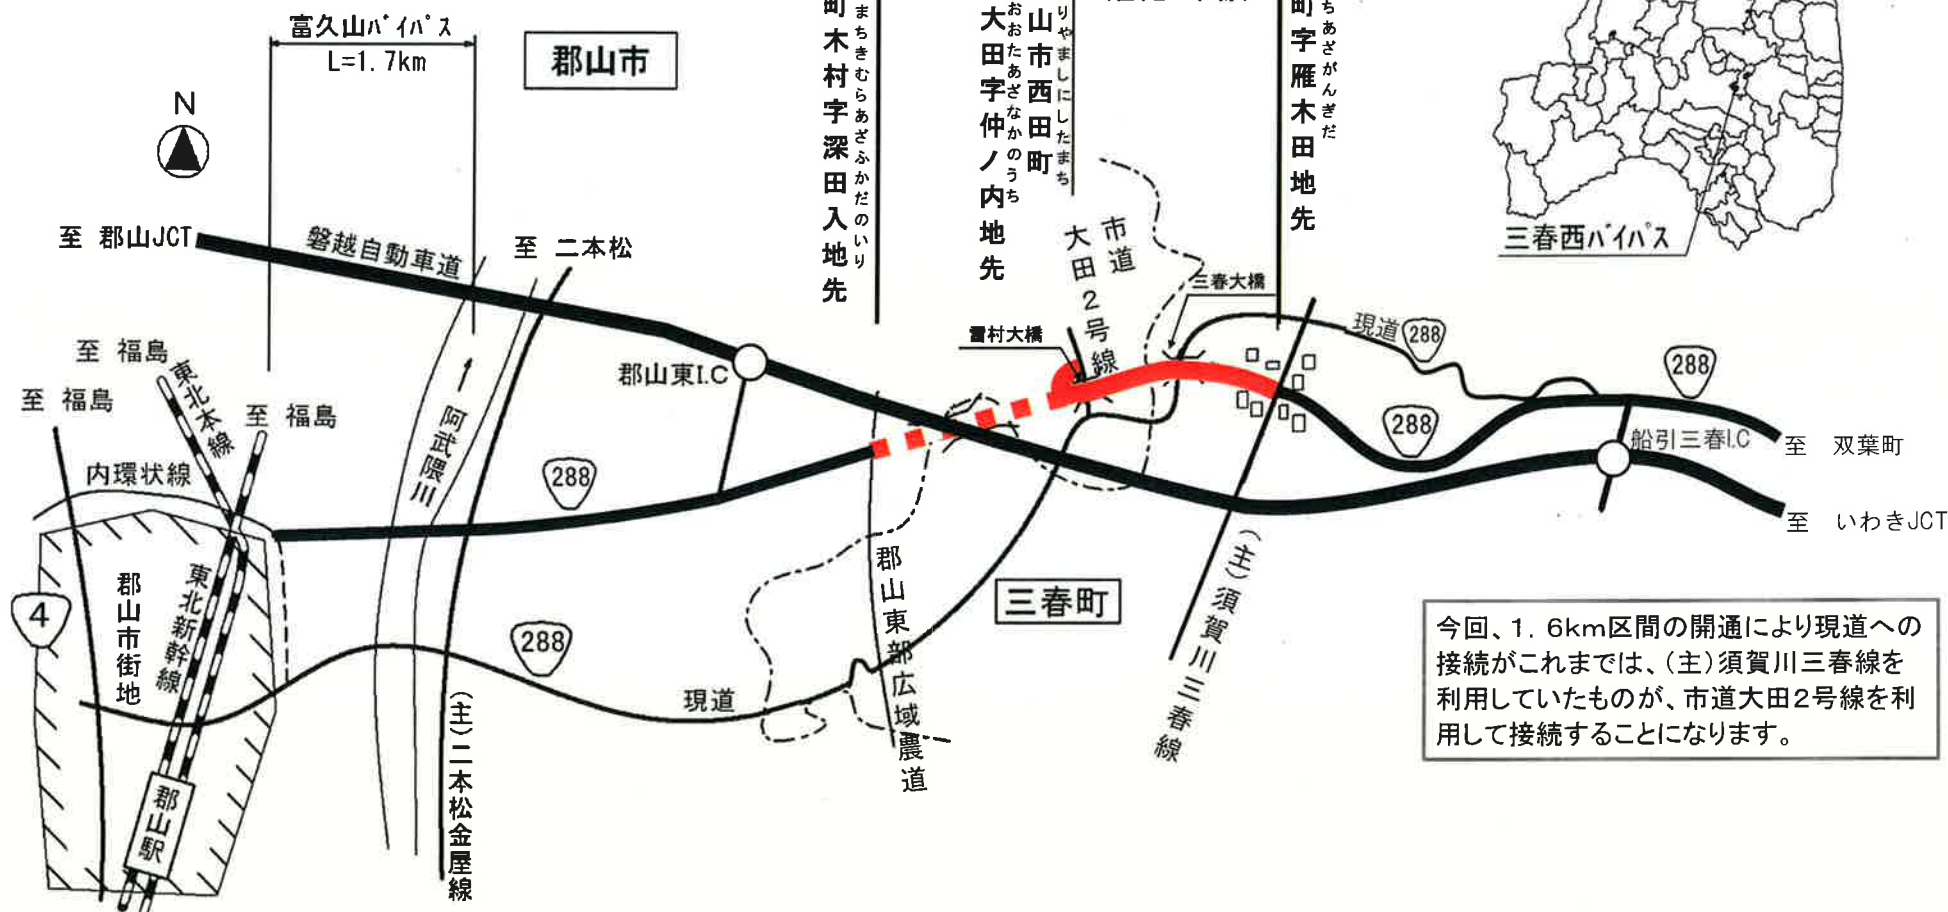 富久山ﾊﾞｲﾊﾟｽ
L=1.7km
郡山市
N
町木村字深田入地先
まちきむらあざふかだのいり
山市西田町
りやましにしたまち
大田字仲ノ内地先
おおたあざなかのうち
町字雁木田地先
ちあざがんぎだ
三春西ﾊﾞｲﾊﾟｽ
至 郡山JCT
磐越自動車道
至 二本松
市道
大田2号線
三春大橋
雷村大橋
現道
288
288
288
郡山東I.C
船引三春I.C
至 双葉町
至 いわきJCT
至 福島
東北本線
至 福島
至 福島
内環状線
阿武隈川
288
4
郡山市街地
東北新幹線
288
現道
郡山東部広域農道
三春町
(主)須賀川三春線
(主)二本松金屋線
郡山駅
今回、1.6km区間の開通により現道への
接続がこれまでは、(主)須賀川三春線を
利用していたものが、市道大田2号線を利
用して接続することになります。